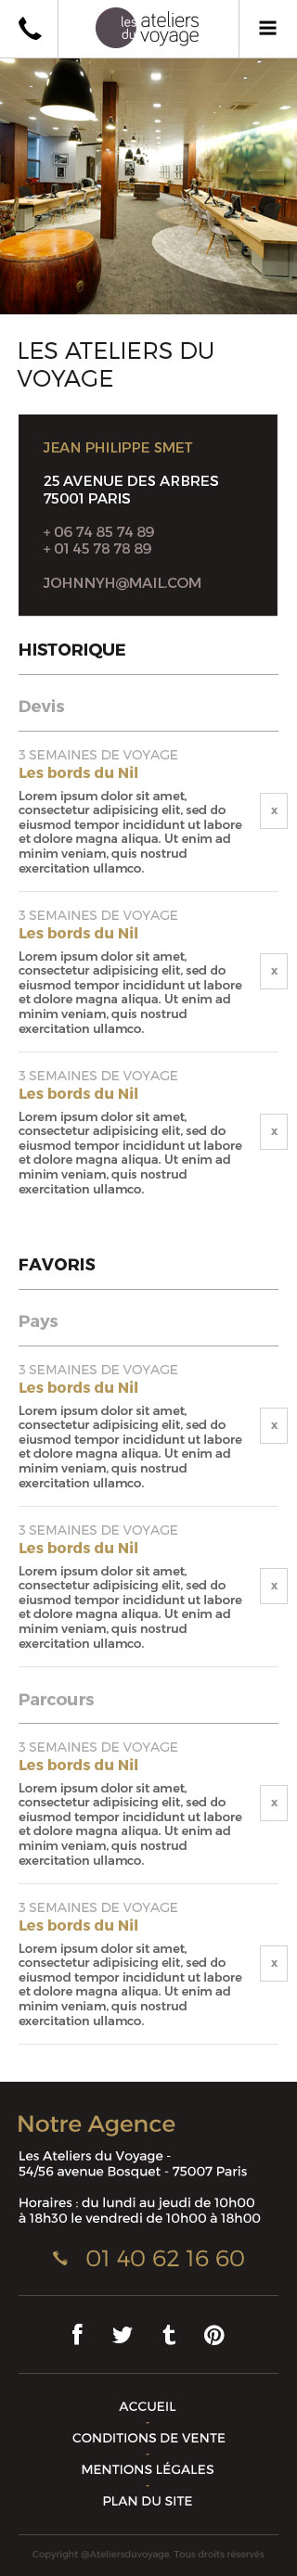 les ateliers
du voyage
LES ATELIERS DU
VOYAGE
JEAN PHILIPPE SMET
25 AVENUE DES ARBRES
75001 PARIS
+ 06 74 85 74 89
+ 01 45 78 78 89
JOHNNYH@MAIL.COM
HISTORIQUE
Devis
3 SEMAINES DE VOYAGE
Les bords du Nil
Lorem ipsum dolor sit amet,
consectetur adipisicing elit, sed do
eiusmod tempor incididunt ut labore
et dolore magna aliqua. Ut enim ad
minim veniam, quis nostrud
exercitation ullamco.
x
3 SEMAINES DE VOYAGE
Les bords du Nil
Lorem ipsum dolor sit amet,
consectetur adipisicing elit, sed do
eiusmod tempor incididunt ut labore
et dolore magna aliqua. Ut enim ad
minim veniam, quis nostrud
exercitation ullamco.
x
3 SEMAINES DE VOYAGE
Les bords du Nil
Lorem ipsum dolor sit amet,
consectetur adipisicing elit, sed do
eiusmod tempor incididunt ut labore
et dolore magna aliqua. Ut enim ad
minim veniam, quis nostrud
exercitation ullamco.
x
FAVORIS
Pays
3 SEMAINES DE VOYAGE
Les bords du Nil
Lorem ipsum dolor sit amet,
consectetur adipisicing elit, sed do
eiusmod tempor incididunt ut labore
et dolore magna aliqua. Ut enim ad
minim veniam, quis nostrud
exercitation ullamco.
x
3 SEMAINES DE VOYAGE
Les bords du Nil
Lorem ipsum dolor sit amet,
consectetur adipisicing elit, sed do
eiusmod tempor incididunt ut labore
et dolore magna aliqua. Ut enim ad
minim veniam, quis nostrud
exercitation ullamco.
x
Parcours
3 SEMAINES DE VOYAGE
Les bords du Nil
Lorem ipsum dolor sit amet,
consectetur adipisicing elit, sed do
eiusmod tempor incididunt ut labore
et dolore magna aliqua. Ut enim ad
minim veniam, quis nostrud
exercitation ullamco.
x
3 SEMAINES DE VOYAGE
Les bords du Nil
Lorem ipsum dolor sit amet,
consectetur adipisicing elit, sed do
eiusmod tempor incididunt ut labore
et dolore magna aliqua. Ut enim ad
minim veniam, quis nostrud
exercitation ullamco.
x
Notre Agence
Les Ateliers du Voyage -
54/56 avenue Bosquet - 75007 Paris
Horaires : du lundi au jeudi de 10h00
à 18h30 le vendredi de 10h00 à 18h00
01 40 62 16 60
ACCUEIL
-
CONDITIONS DE VENTE
-
MENTIONS LÉGALES
-
PLAN DU SITE
Copyright @Ateliersduvoyage. Tous droits réservés